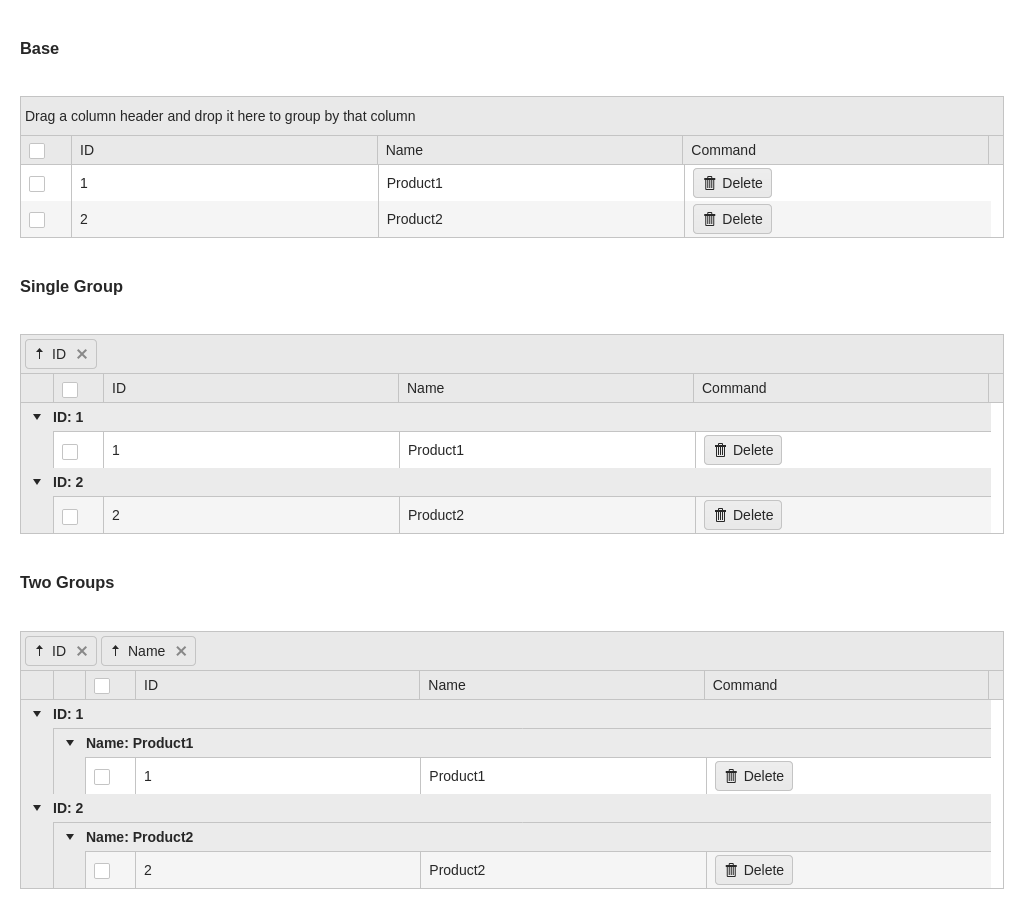 Base
Drag a column header and drop it here to group by that column
ID Name Command
1 Product1 Delete
2 Product2 Delete
Single Group
ID
ID Name Command
ID: 1
1 Product1 Delete
ID: 2
2 Product2 Delete
Two Groups
ID Name
ID Name Command
ID: 1
Name: Product1
1 Product1 Delete
ID: 2
Name: Product2
2 Product2 Delete